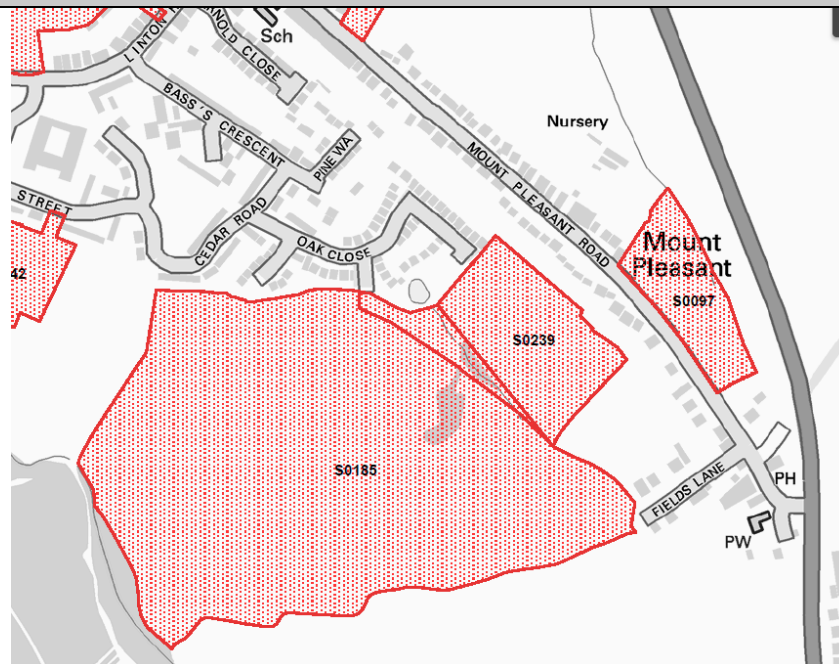 LINTON
ARNOLD CLOSE
Sch
BASS'S CRESCENT
PINE WA
Nursery
MOUNT PLEASANT ROAD
STREET
CEDAR ROAD
OAK CLOSE
Mount
Pleasant
S0097
42
S0239
S0185
FIELDS LANE
PH
PW